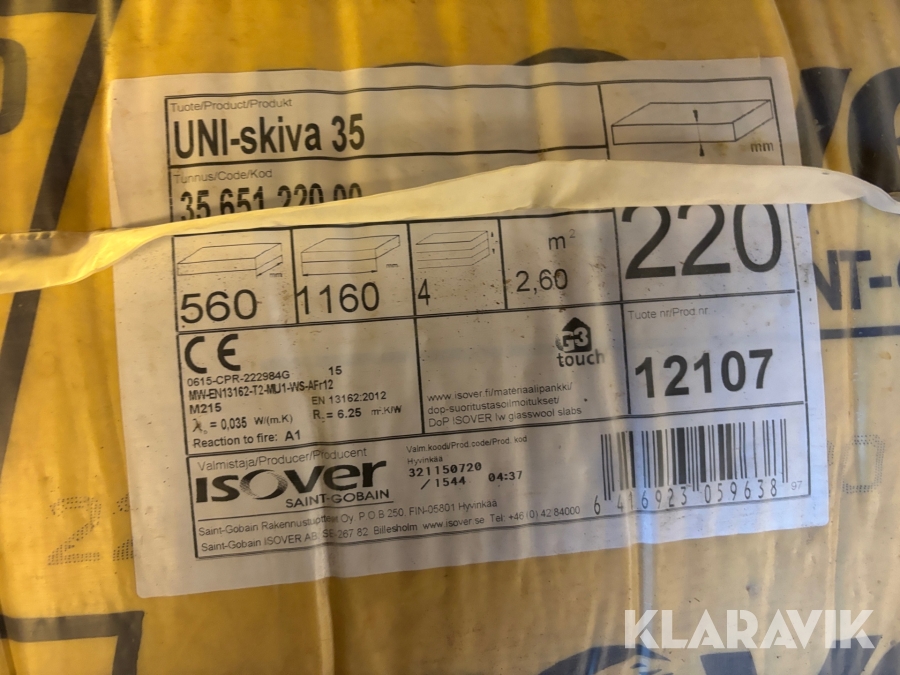 Tuote/Product/Produkt
UNI-skiva 35
mm
Tunnus/Code/Kod
35 651 220 00
220
560
1160
4
m²
2,60
CE
0615-CPR-222984G 15
MW-EN13162-T2-MU1-WS-AFr12
M215 EN 13162:2012
= 0,035 W/(m.K) R = 6.25 m².K/W
Reaction to fire: A1
G3
touch
www.isover.fi/materiaalipankki/
dop-suoritustasoilmoitukset/
DoP ISOVER lw glasswool slabs
Tuote nr/Prod nr.
12107
Valmistaja/Producer/Producent
isover
SAINT-GOBAIN
Valm.koodi/Prod.code/Prod. kod
Hyvinkää
321150720
/ 1544 04:37
Saint-Gobain Rakennustuotteet Oy. P.O.B 250, FIN-05801 Hyvinkää
Saint-Gobain ISOVER AB, SE-267 82 Billesholm www.isover.se Tel: +46 (0) 42 84000
6 416923 059638
97
NT-
KLARAVIK